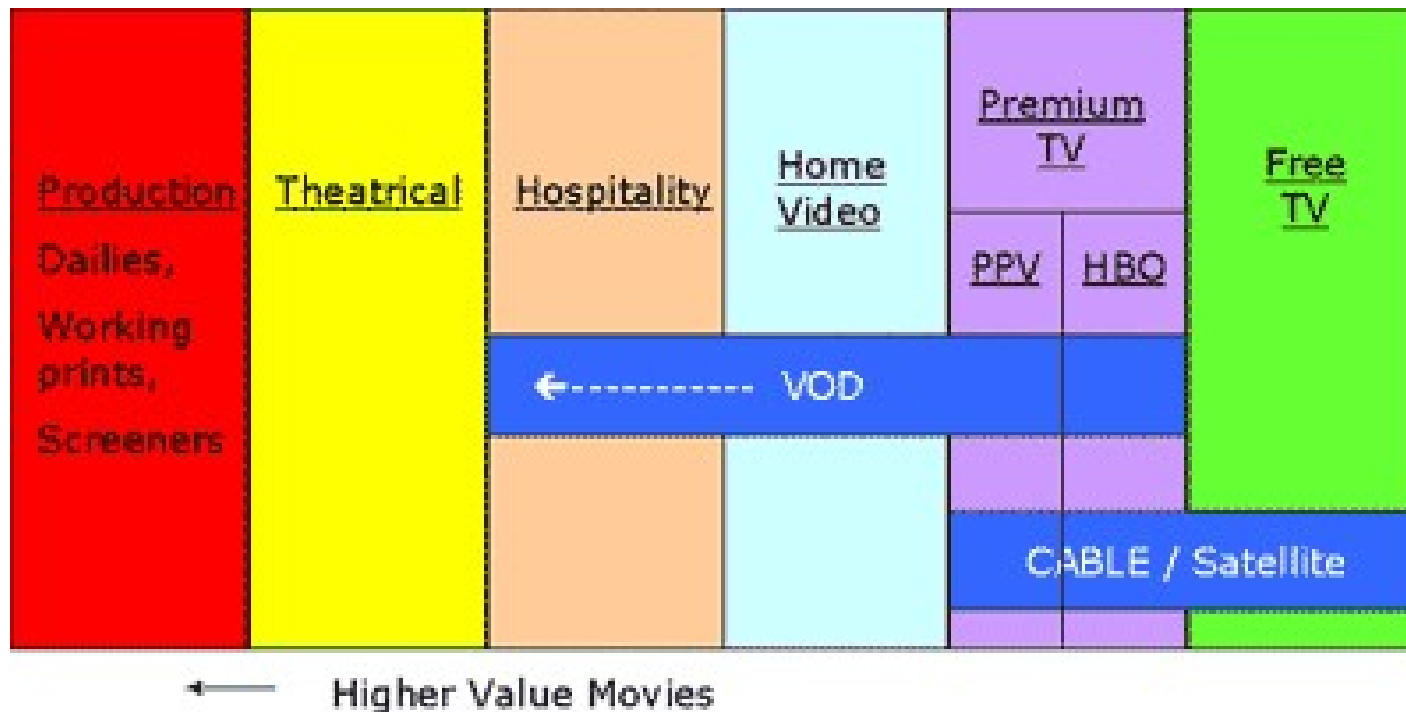 Production
Dailies,
Working
prints,
Screeners
Theatrical
Hospitality
Home
Video
Premium
TV
PPV
HBO
Free
TV
VOD
CABLE / Satellite
Higher Value Movies